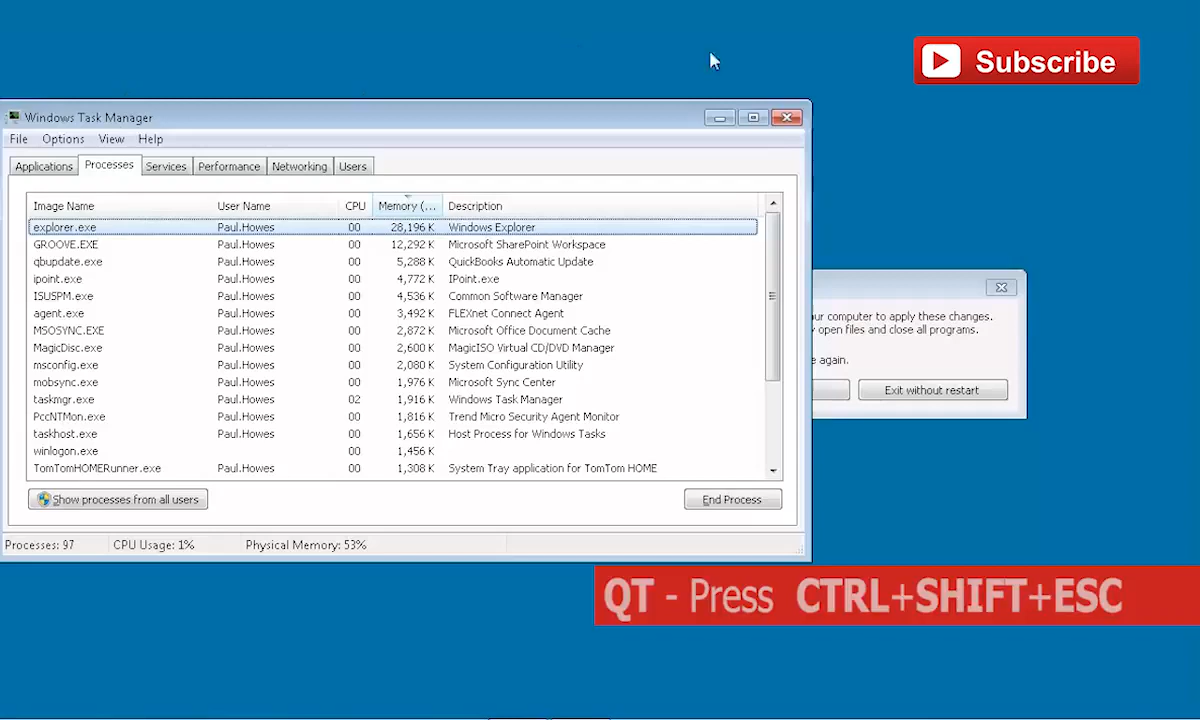 Subscribe
Windows Task Manager
File Options View Help
Applications Processes Services Performance Networking Users
Image Name User Name CPU Memory (... Description
explorer.exe Paul.Howes 00 28,196 K Windows Explorer
GROOVE.EXE Paul.Howes 00 12,292 K Microsoft SharePoint Workspace
qbupdate.exe Paul.Howes 00 5,288 K QuickBooks Automatic Update
ipoint.exe Paul.Howes 00 4,772 K IPoint.exe
ISUSPM.exe Paul.Howes 00 4,536 K Common Software Manager
agent.exe Paul.Howes 00 3,492 K FLEXnet Connect Agent
MSOSYNC.EXE Paul.Howes 00 2,872 K Microsoft Office Document Cache
MagicDisc.exe Paul.Howes 00 2,600 K MagicISO Virtual CD/DVD Manager
msconfig.exe Paul.Howes 00 2,080 K System Configuration Utility
mobsync.exe Paul.Howes 00 1,976 K Microsoft Sync Center
taskmgr.exe Paul.Howes 02 1,916 K Windows Task Manager
PccNTMon.exe Paul.Howes 00 1,816 K Trend Micro Security Agent Monitor
taskhost.exe Paul.Howes 00 1,656 K Host Process for Windows Tasks
winlogon.exe 00 1,456 K
TomTomHOMERunner.exe Paul.Howes 00 1,308 K System Tray application for TomTom HOME
Show processes from all users End Process
Processes: 97 CPU Usage: 1% Physical Memory: 53%
computer to apply these changes.
open files and close all programs.
again.
Exit without restart
QT - Press CTRL+SHIFT+ESC